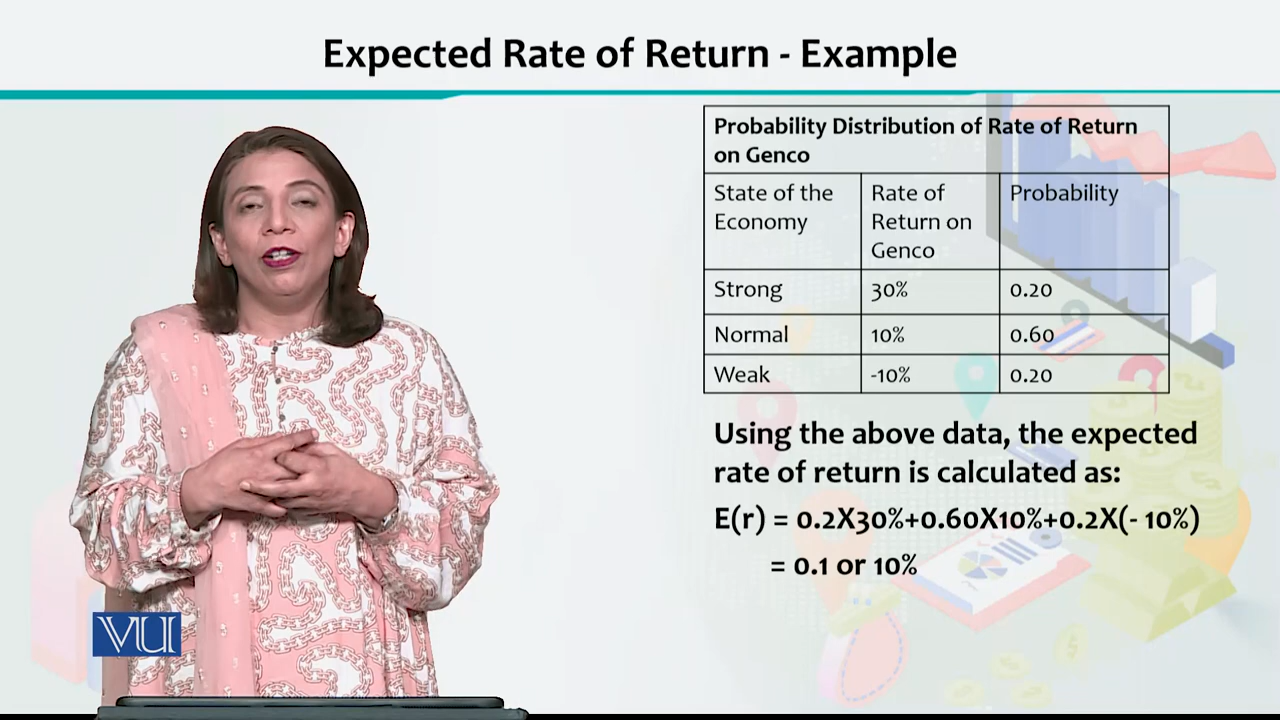 Expected Rate of Return - Example
Probability Distribution of Rate of Return
on Genco
State of the
Economy
Rate of
Return on
Genco
Probability
Strong 30% 0.20
Normal 10% 0.60
Weak -10% 0.20
Using the above data, the expected
rate of return is calculated as:
E(r) = 0.2X30%+0.60X10%+0.2X(- 10%)
= 0.1 or 10%
VU